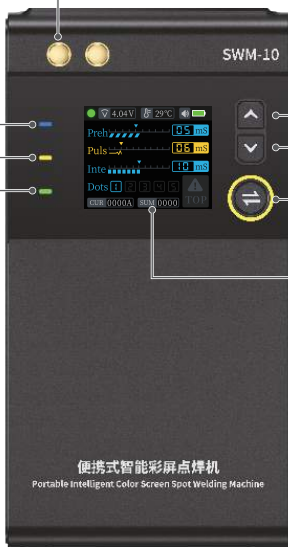 SWM-10
4.04V 29°C
Preh 05 mS
Puls 06 mS
Inte 10 mS
Dots 1 2 3 4 5
TOP
CUR 0000A SUM 0000
便携式智能彩屏点焊机
Portable Intelligent Color Screen Spot Welding Machine